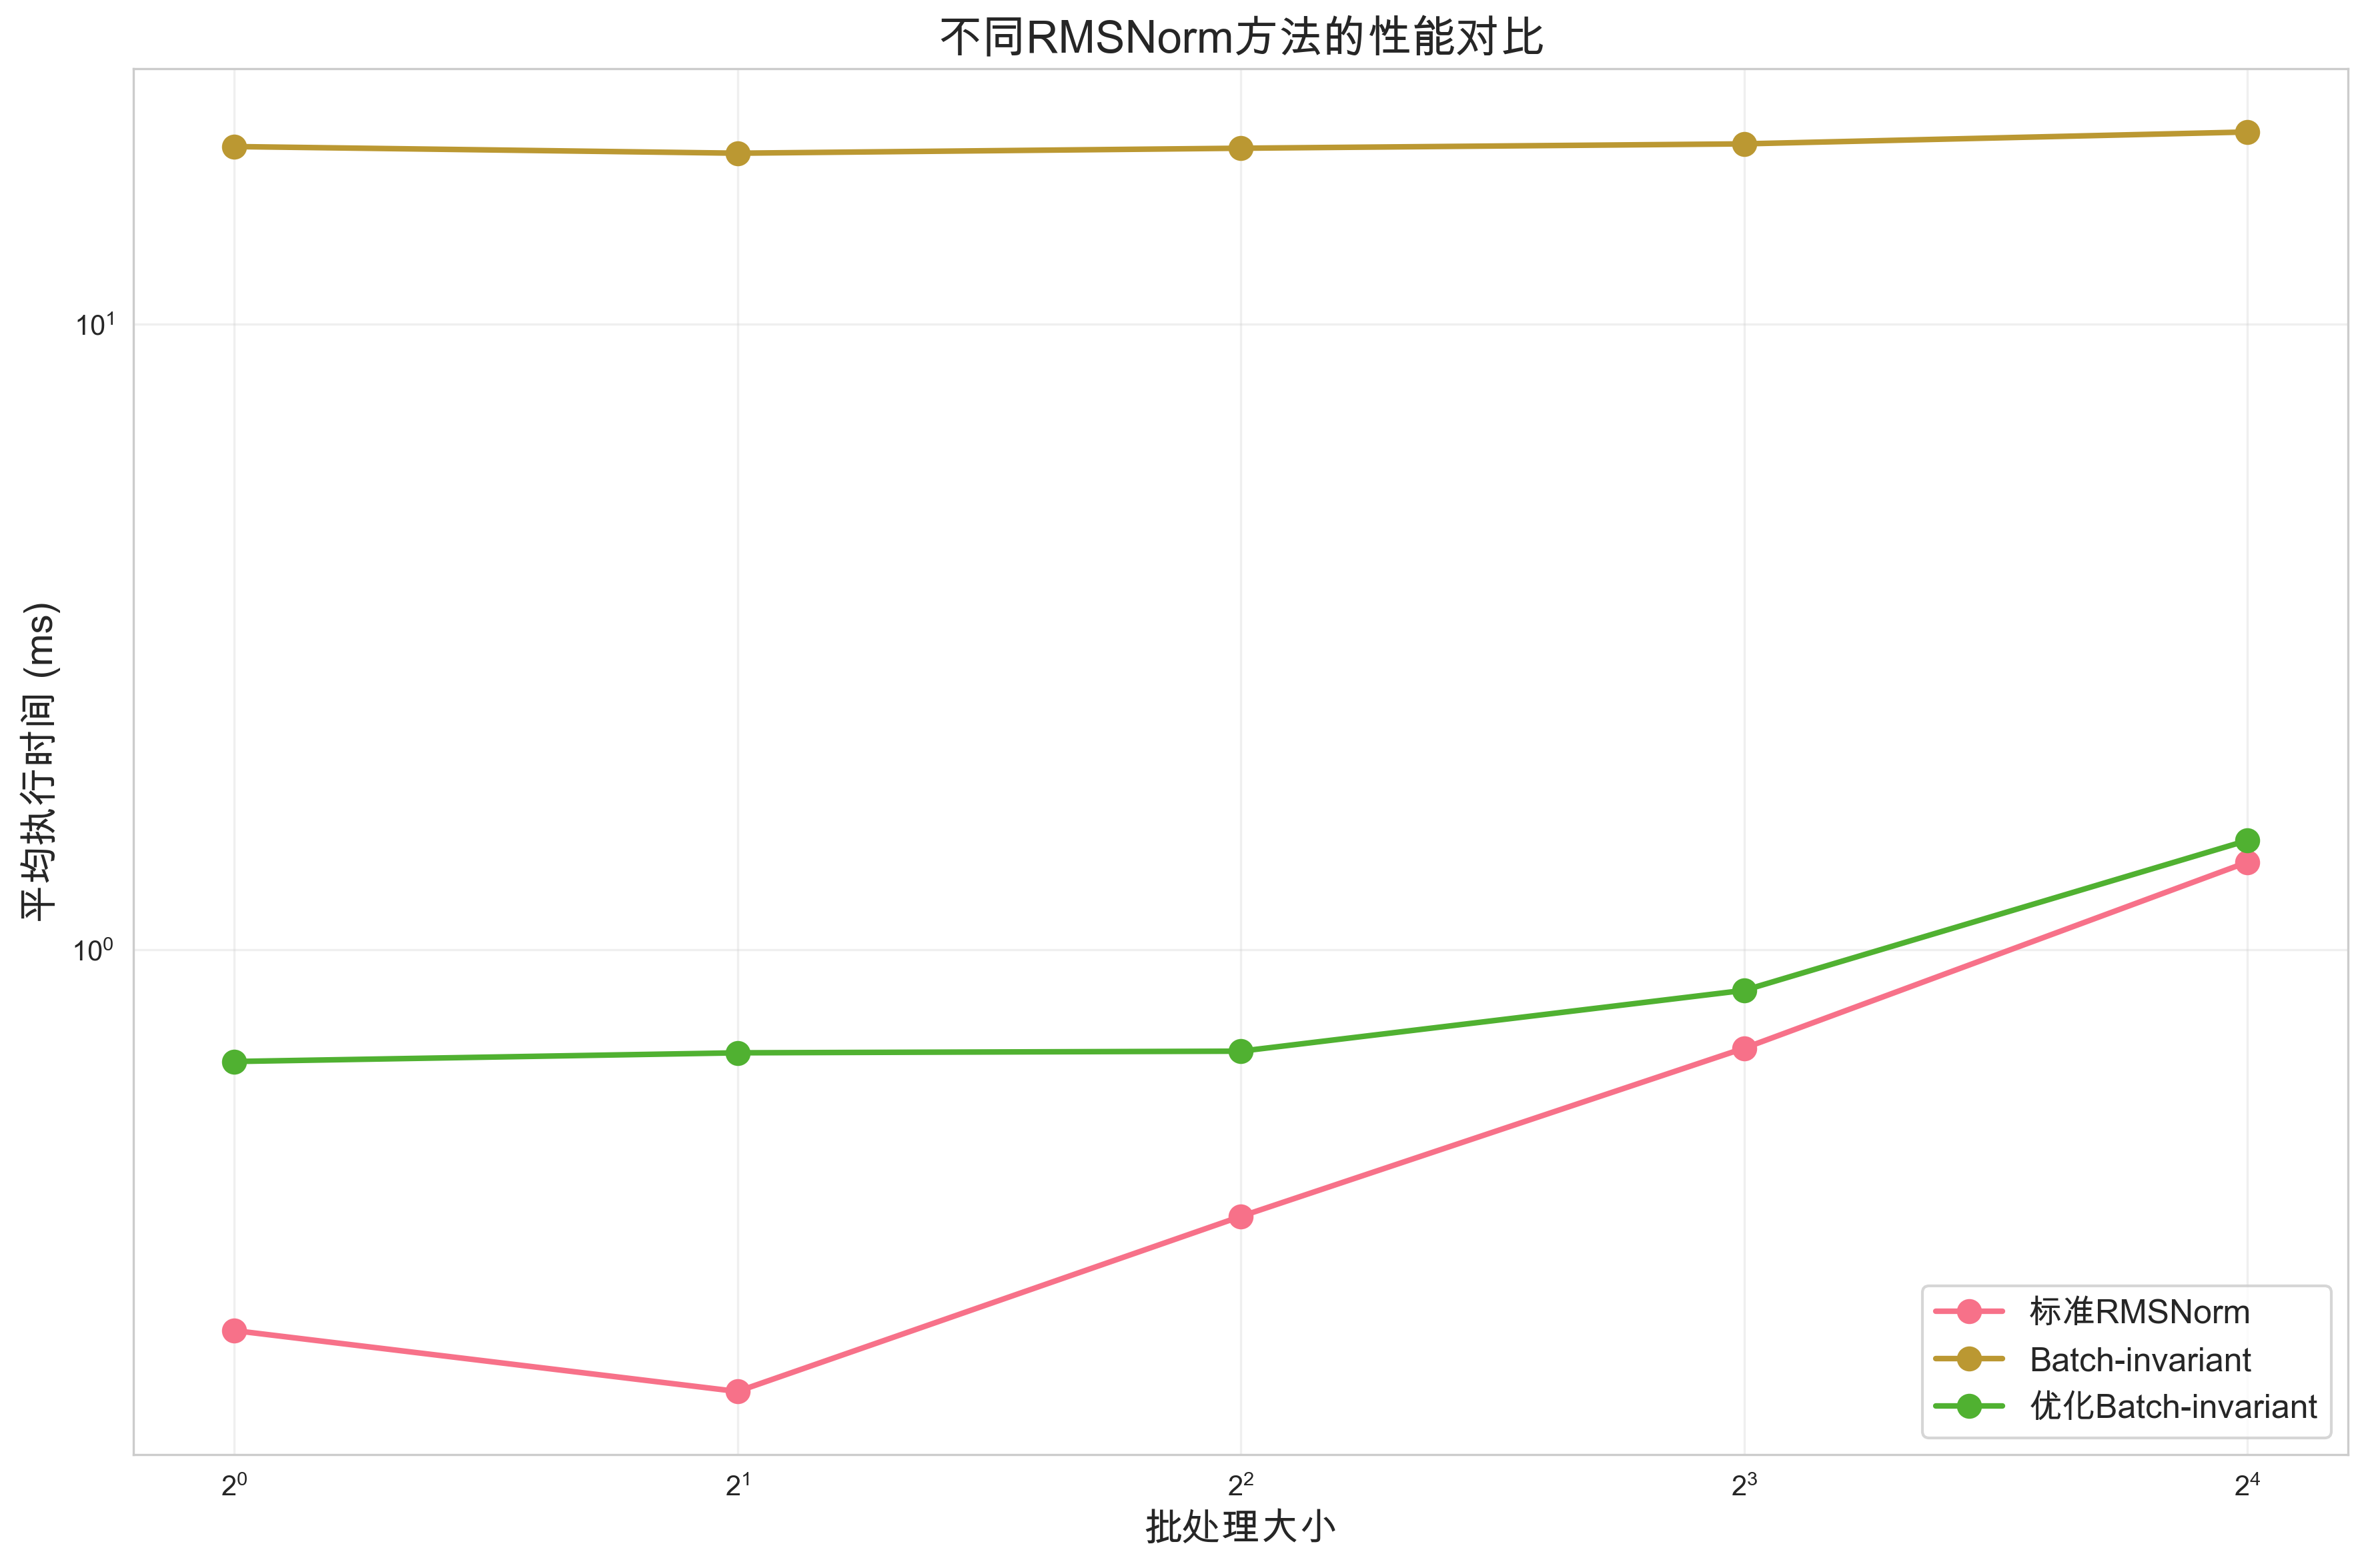 不同RMSNorm方法的性能对比
平均执行时间 (ms)
10¹
10⁰
2⁰
2¹
2²
2³
2⁴
批处理大小
标准RMSNorm
Batch-invariant
优化Batch-invariant